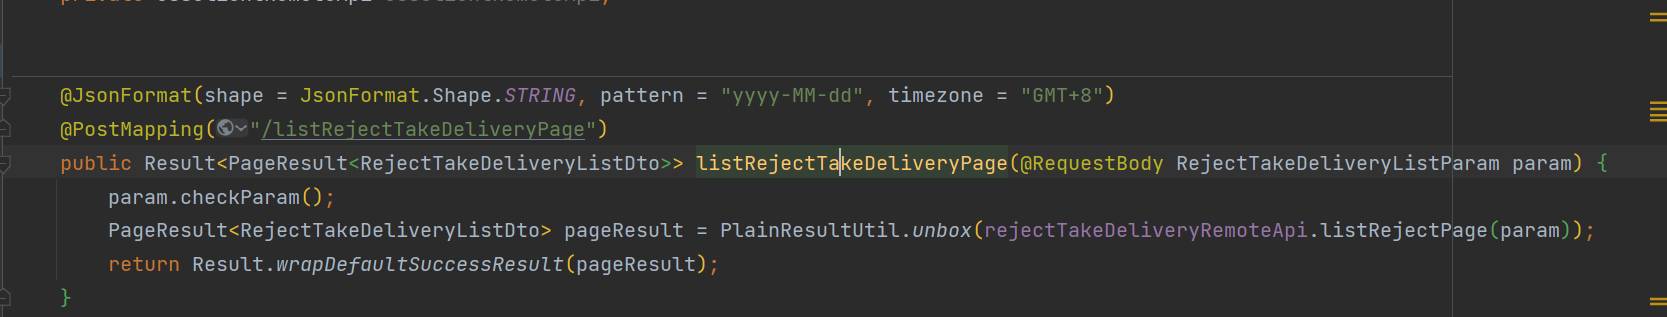 @JsonFormat(shape = JsonFormat.Shape.STRING, pattern = "yyyy-MM-dd", timezone = "GMT+8")
@PostMapping("/listRejectTakeDeliveryPage")
public Result<PageResult<RejectTakeDeliveryListDto>> listRejectTakeDeliveryPage(@RequestBody RejectTakeDeliveryListParam param) {
param.checkParam();
PageResult<RejectTakeDeliveryListDto> pageResult = PlainResultUtil.unbox(rejectTakeDeliveryRemoteApi.listRejectPage(param));
return Result.wrapDefaultSuccessResult(pageResult);
}